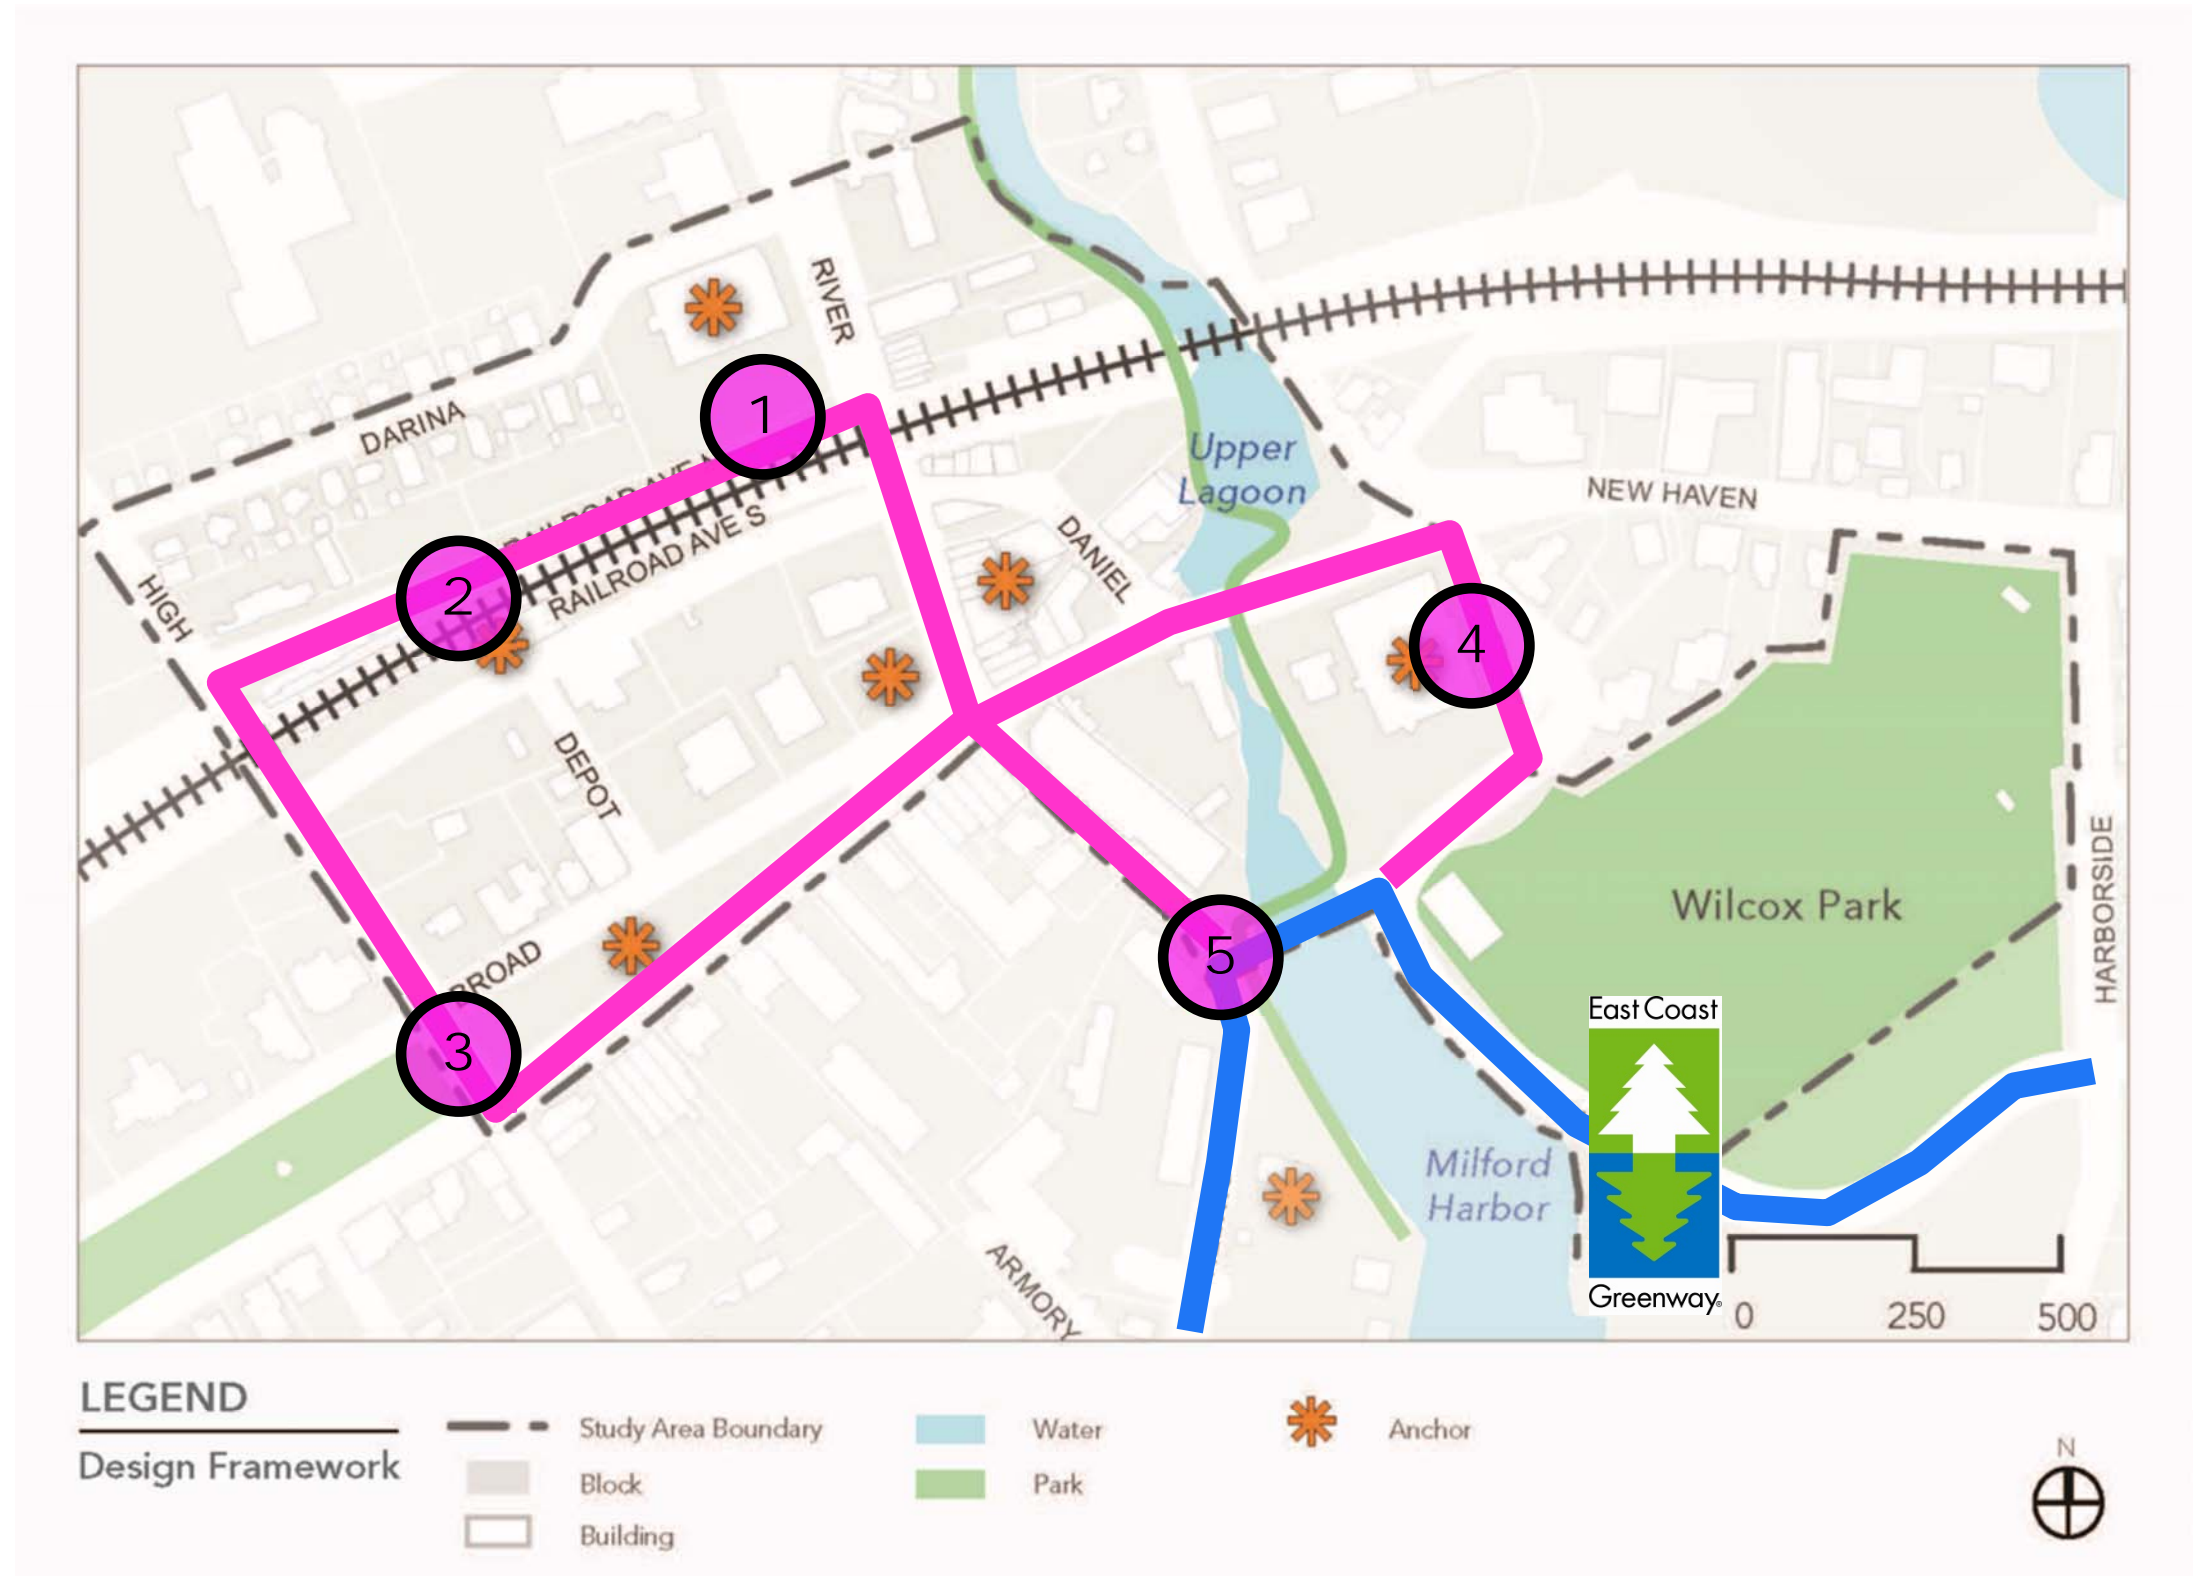 RIVER
DARINA
1
RAILROAD AVE S
Upper
Lagoon
NEW HAVEN
DANIEL
HIGH
2
4
DEPOT
HARBORSIDE
Wilcox Park
BROAD
5
3
East Coast
Greenway®
Milford
Harbor
ARMORY
0 250 500
LEGEND
Design Framework
Study Area Boundary
Block
Building
Water
Park
Anchor
N